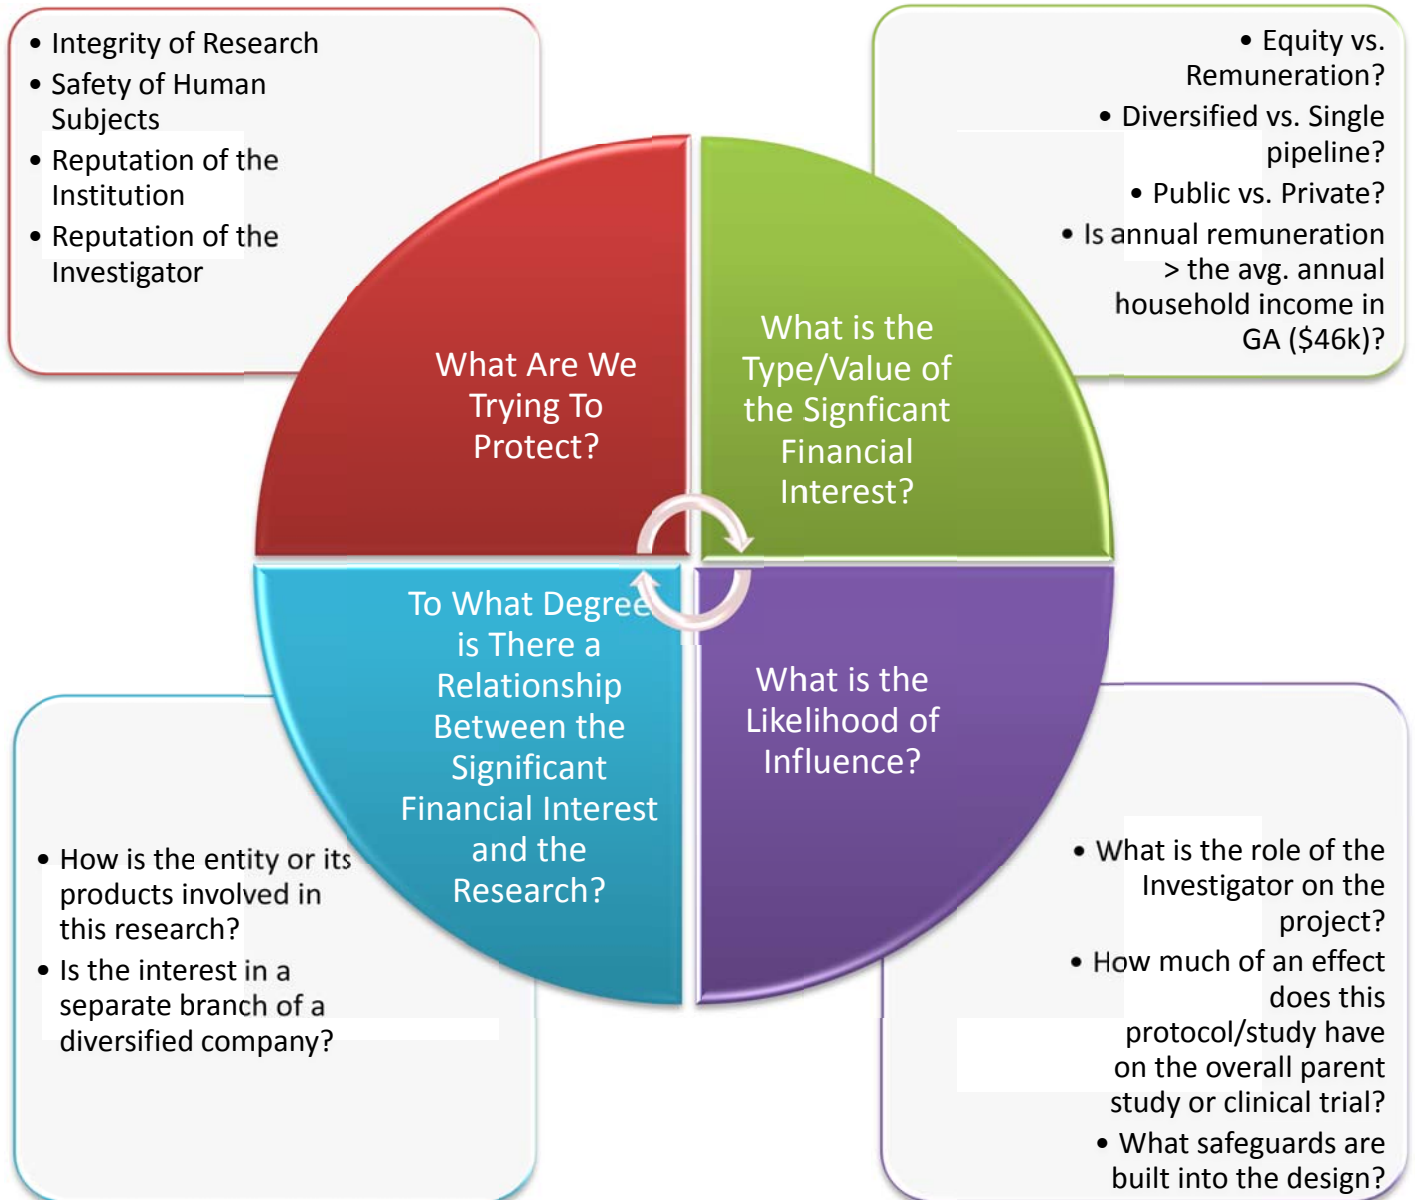 • Integrity of Research
• Safety of Human
Subjects
• Reputation of the
Institution
• Reputation of the
Investigator
• Equity vs.
Remuneration?
• Diversified vs. Single
pipeline?
• Public vs. Private?
• Is annual remuneration
> the avg. annual
household income in
GA ($46k)?
What Are We
Trying To
Protect?
What is the
Type/Value of
the Signficant
Financial
Interest?
To What Degree
is There a
Relationship
Between the
Significant
Financial Interest
and the
Research?
What is the
Likelihood of
Influence?
• How is the entity or its
products involved in
this research?
• Is the interest in a
separate branch of a
diversified company?
• What is the role of the
Investigator on the
project?
• How much of an effect
does this
protocol/study have
on the overall parent
study or clinical trial?
• What safeguards are
built into the design?